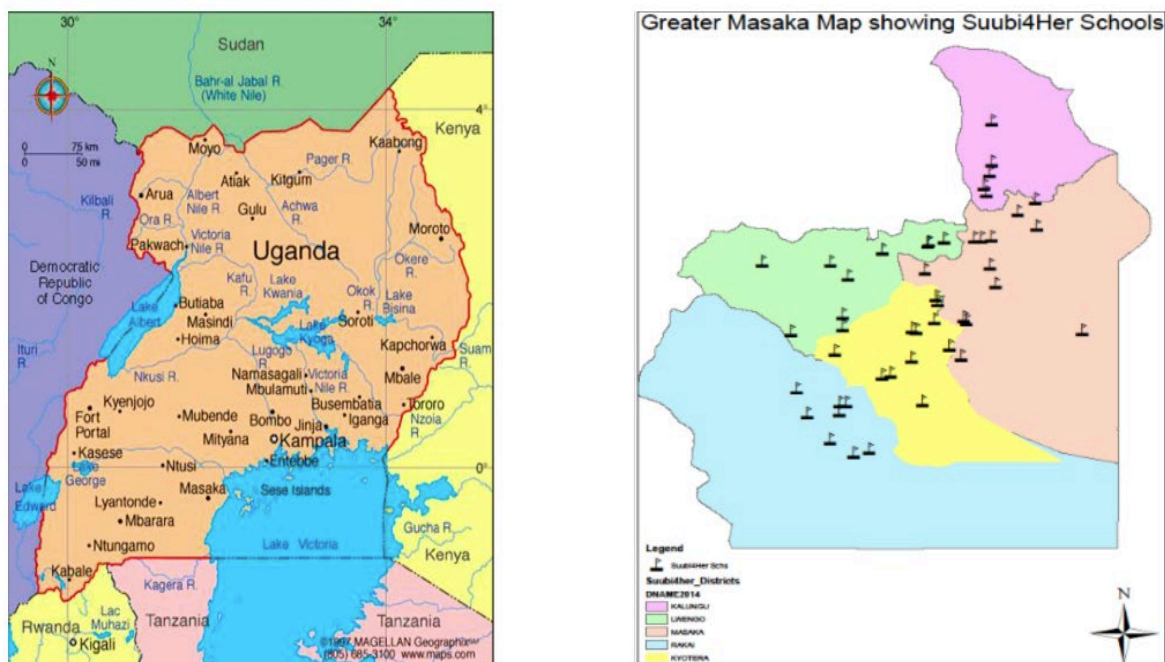 30°
34°
Sudan
Bahr-al Jabal R.
(White Nile)
N
4°
Kenya
0 75 km
0 50 mi
Moyo
Kaabong
Pager R.
Atiak
Kitgum
Kilbali
R.
Arua
Albert
Nile R.
Achwa
R.
Ora R.
Gulu
Moroto
Pakwach
Victoria
Nile R.
Uganda
Okere
R.
Democratic
Republic
of Congo
Kafu
R.
Lake
Kwania
Okok
R.
Lake
Bisina
Lake
Albert
Butiaba
Masindi
Soroti
Hoima
Lake
Kyoga
Kapchorwa
Ituri
R.
Lugogo
R.
Suam
R.
Nkusi R.
Namasagali
Victoria
Nile R.
Mbale
Mbulamuti
Kyenjojo
Busembatia
Tororo
Fort
Portal
Mubende
Bombo
Iganga
Nzoia
R.
Jinja
Mityana
Kampala
Kasese
Entebbe
0°
Lake
George
Ntusi
Lake
Edward
Masaka
Sese Islands
Lyantonde
Mbarara
Gucha R.
Ntungamo
Lake Victoria
Kenya
Kabale
Kagera R.
Rwanda
Lac
Muhazi
Tanzania
Tanzania
Kigali
©1997 MAGELLAN Geographix
(805) 685-3100 www.maps.com
Greater Masaka Map showing Suubi4Her Schools
Legend
Suubi4Her Schs
Suubi4her_Districts
DNAME2014
KALUNGU
LWENGO
MASAKA
RAKAI
KYOTERA
N